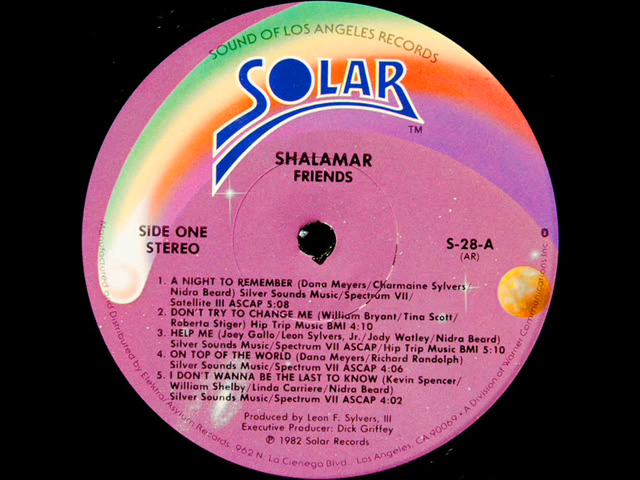 SOUND OF LOS ANGELES RECORDS
SOLAR
TM
SHALAMAR
FRIENDS
SIDE ONE
STEREO
S-28-A
(AR)
1. A NIGHT TO REMEMBER (Dana Meyers/Charmaine Sylvers
Nidra Beard) Silver Sounds Music/Spectrum VII/
Satellite III ASCAP 5:08
2. DON'T TRY TO CHANGE ME (William Bryant/Tina Scott/
Roberta Stiger) Hip Trip Music BMI 4:10
3. HELP ME (Joey Gallo/Leon Sylvers, Jr./Jody Watley/Nidra Beard)
Silver Sounds Music/Spectrum VII ASCAP/Hip Trip Music BMI 5:10
4. ON TOP OF THE WORLD (Dana Meyers/Richard Randolph)
Silver Sounds Music/Spectrum VII ASCAP 4:06
5. I DON'T WANNA BE THE LAST TO KNOW (Kevin Spencer/
William Shelby/Linda Carriere/Nidra Beard)
Silver Sounds Music/Spectrum VII ASCAP 4:02
Produced by Leon F. Sylvers, III
Executive Producer: Dick Griffey
℗ 1982 Solar Records
Manufactured and Distributed by Elektra/Asylum Records, 962 N. La Cienega Blvd., Los Angeles, CA 90069 • A Division of Warner Communications Inc.